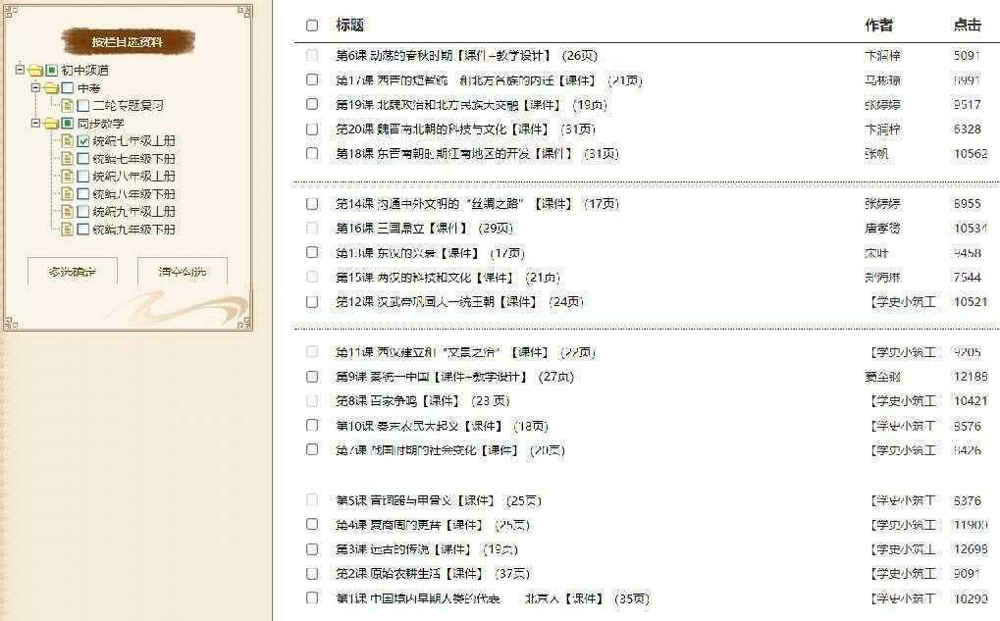 按栏目选资料
初中频道
中考
二轮专题复习
同步教学
统编七年级上册
统编七年级下册
统编八年级上册
统编八年级下册
统编九年级上册
统编九年级下册
多选确定 清空勾选
标题 作者 点击
第6课 动荡的春秋时期【课件+教学设计】 (26页) 卞润梓 5091
第17课 西晋的短暂统一和北方各族的内迁【课件】 (21页) 马彬琼 8991
第19课 北魏政治和北方民族大交融【课件】 (19页) 张婷婷 9517
第20课 魏晋南北朝的科技与文化【课件】 (31页) 卞润梓 6328
第18课 东晋南朝时期江南地区的开发【课件】 (31页) 张帆 10562
第14课 沟通中外文明的“丝绸之路”【课件】 (17页) 张婷婷 8955
第16课 三国鼎立【课件】 (29页) 唐孝 10534
第13课 东汉的兴衰【课件】 (17页) 宋叶 9458
第15课 两汉的科技和文化【课件】 (21页) 郑海琳 7544
第12课 汉武帝巩固大一统王朝【课件】 (24页) 【学史小筑工 10521
第11课 西汉建立和“文景之治”【课件】 (22页) 【学史小筑工 9205
第9课 秦统一中国【课件+教学设计】 (27页) 12188
第8课 百家争鸣【课件】 (23 页) 【学史小筑工 10421
第10课 秦末农民大起义【课件】 (18页) 【学史小筑工 8576
第7课 战国时期的社会变化【课件】 (20页) 【学史小筑工 8426
第5课 青铜器与甲骨文【课件】 (25页) 【学史小筑工 8376
第4课 夏商周的更替【课件】 (25页) 【学史小筑工 11900
第3课 远古的传说【课件】 (19页) 【学史小筑工 12698
第2课 原始农耕生活【课件】 (37页) 【学史小筑工 9091
第1课 中国境内早期人类的代表——北京人【课件】 (35页) 【学史小筑工 10290